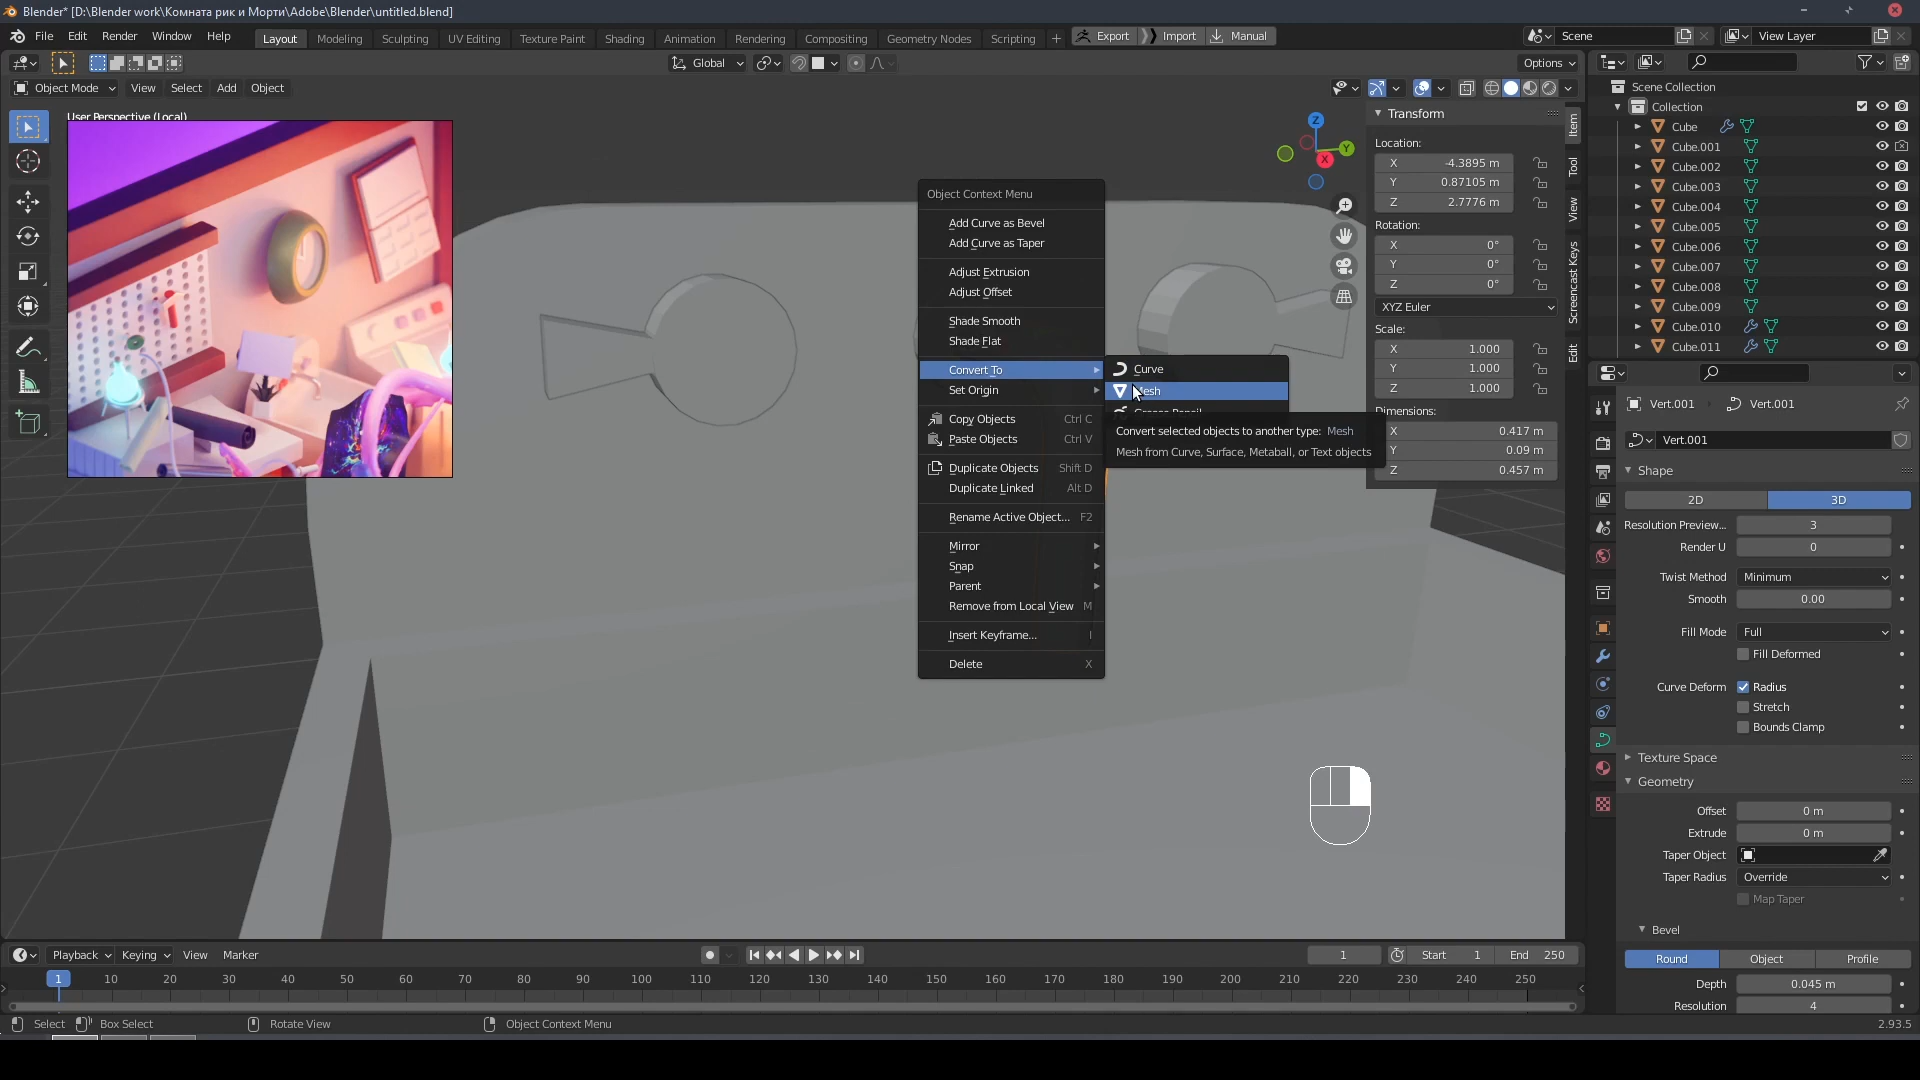 Blender* [D:\Blender work\Комната рик и Морти\Adobe\Blender\untitled.blend]
File Edit Render Window Help Layout Modeling Sculpting UV Editing Texture Paint Shading Animation Rendering Compositing Geometry Nodes Scripting + Export Import Manual Scene View Layer
Global Options
Object Mode View Select Add Object
User Perspective (Local)
Z
Y
X
Object Context Menu
Add Curve as Bevel
Add Curve as Taper
Adjust Extrusion
Adjust Offset
Shade Smooth
Shade Flat
Convert To
Set Origin
Copy Objects Ctrl C
Paste Objects Ctrl V
Duplicate Objects Shift D
Duplicate Linked Alt D
Rename Active Object... F2
Mirror
Snap
Parent
Remove from Local View M
Insert Keyframe... I
Delete X
Curve
Convert selected objects to another type: Mesh
Mesh from Curve, Surface, Metaball, or Text objects
Transform
Location:
X -4.3895 m
Y 0.87105 m
Z 2.7776 m
Rotation:
X 0°
Y 0°
Z 0°
XYZ Euler
Scale:
X 1.000
Y 1.000
Z 1.000
Dimensions:
X 0.417 m
Y 0.09 m
Z 0.457 m
Item
Tool
View
Screencast Keys
Edit
Scene Collection
Collection
Cube
Cube.001
Cube.002
Cube.003
Cube.004
Cube.005
Cube.006
Cube.007
Cube.008
Cube.009
Cube.010
Cube.011
Vert.001 Vert.001
Vert.001
Shape
2D 3D
Resolution Preview... 3
Render U 0
Twist Method Minimum
Smooth 0.00
Fill Mode Full
Fill Deformed
Curve Deform Radius
Stretch
Bounds Clamp
Texture Space
Geometry
Offset 0 m
Extrude 0 m
Taper Object
Taper Radius Override
Map Taper
Bevel
Round Object Profile
Depth 0.045 m
Resolution 4
Playback Keying View Marker 1 Start 1 End 250
1 10 20 30 40 50 60 70 80 90 100 110 120 130 140 150 160 170 180 190 200 210 220 230 240 250
Select Box Select Rotate View Object Context Menu 2.93.5